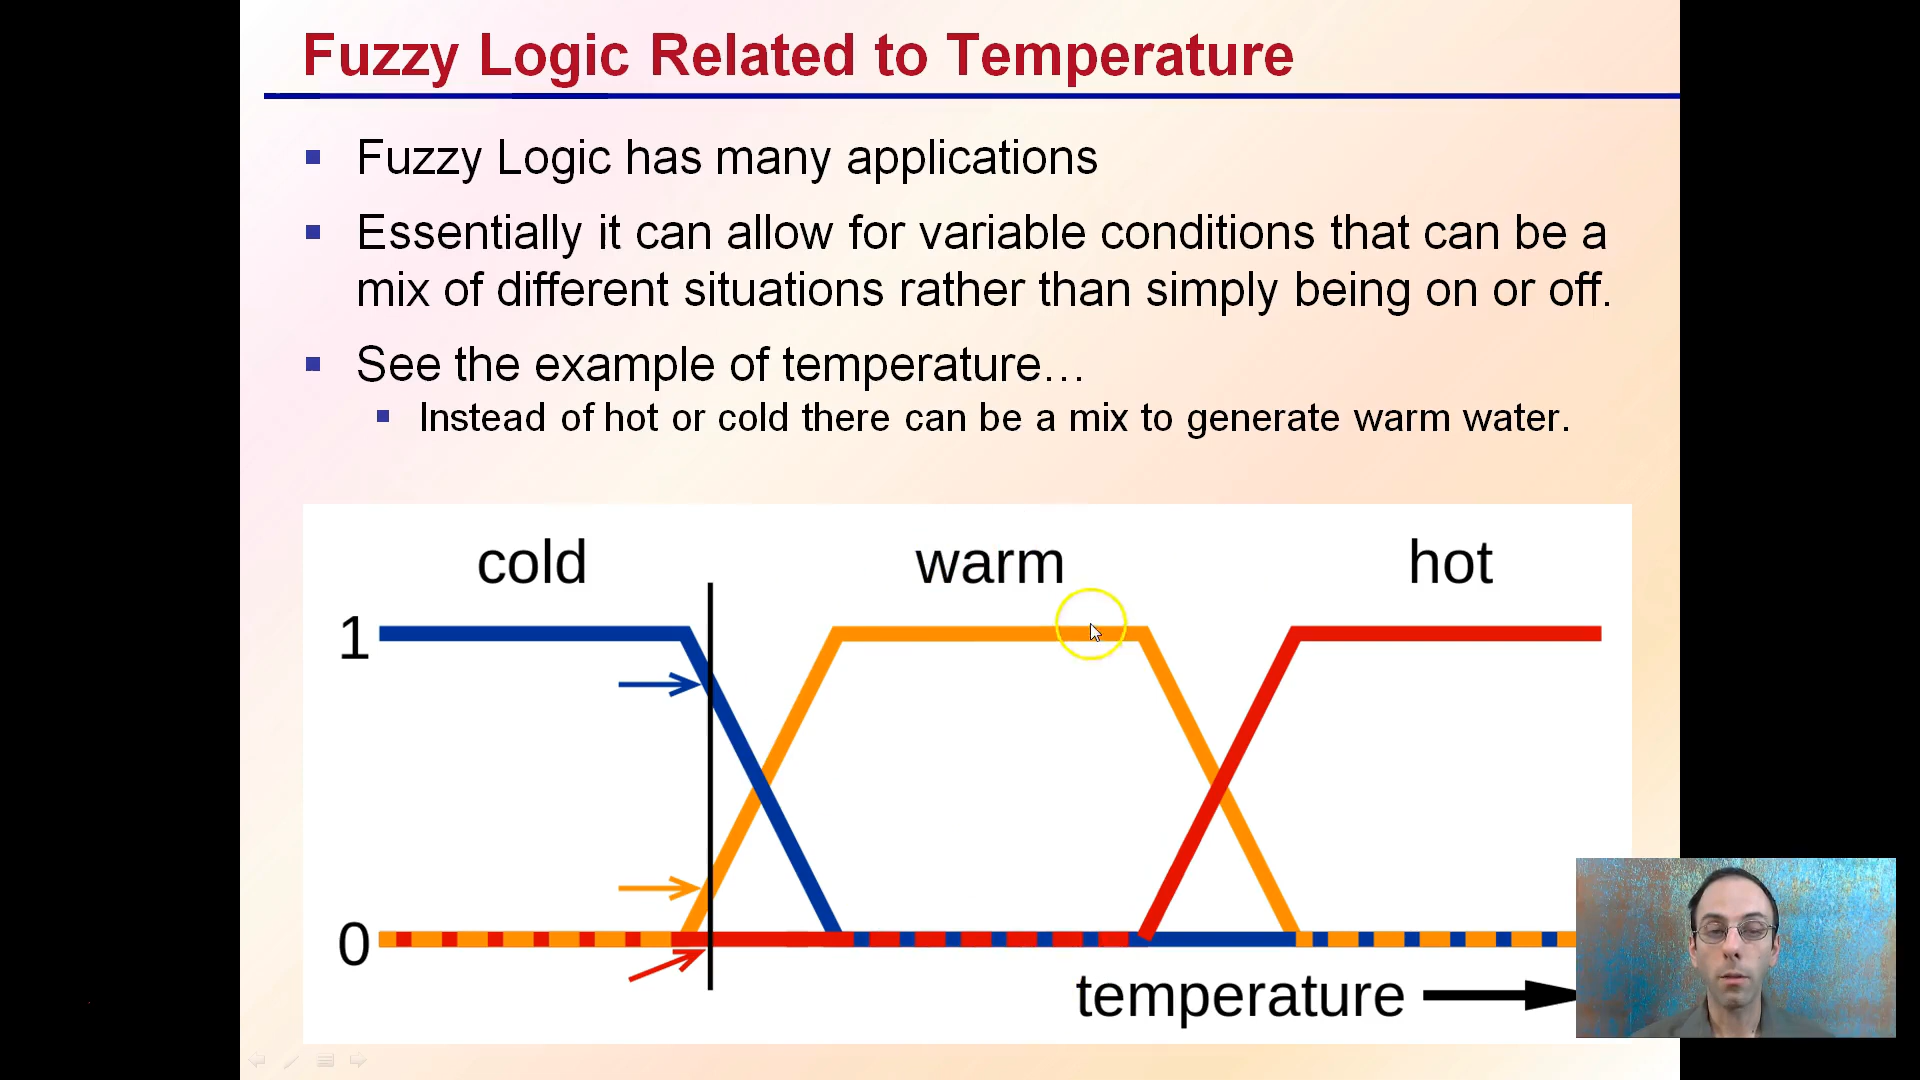 Fuzzy Logic Related to Temperature
Fuzzy Logic has many applications
Essentially it can allow for variable conditions that can be a
mix of different situations rather than simply being on or off.
See the example of temperature…
Instead of hot or cold there can be a mix to generate warm water.
cold warm hot
1
0
temperature